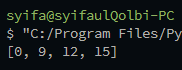 syifa@syifaulQolbi-PC
$ "C:/Program Files/Py
[0, 9, 12, 15]